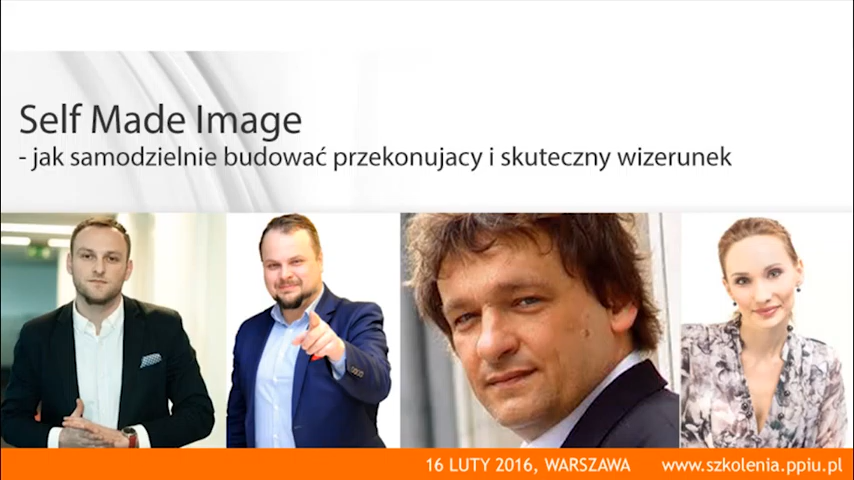 Self Made Image
- jak samodzielnie budować przekonujacy i skuteczny wizerunek
16 LUTY 2016, WARSZAWA www.szkolenia.ppiu.pl